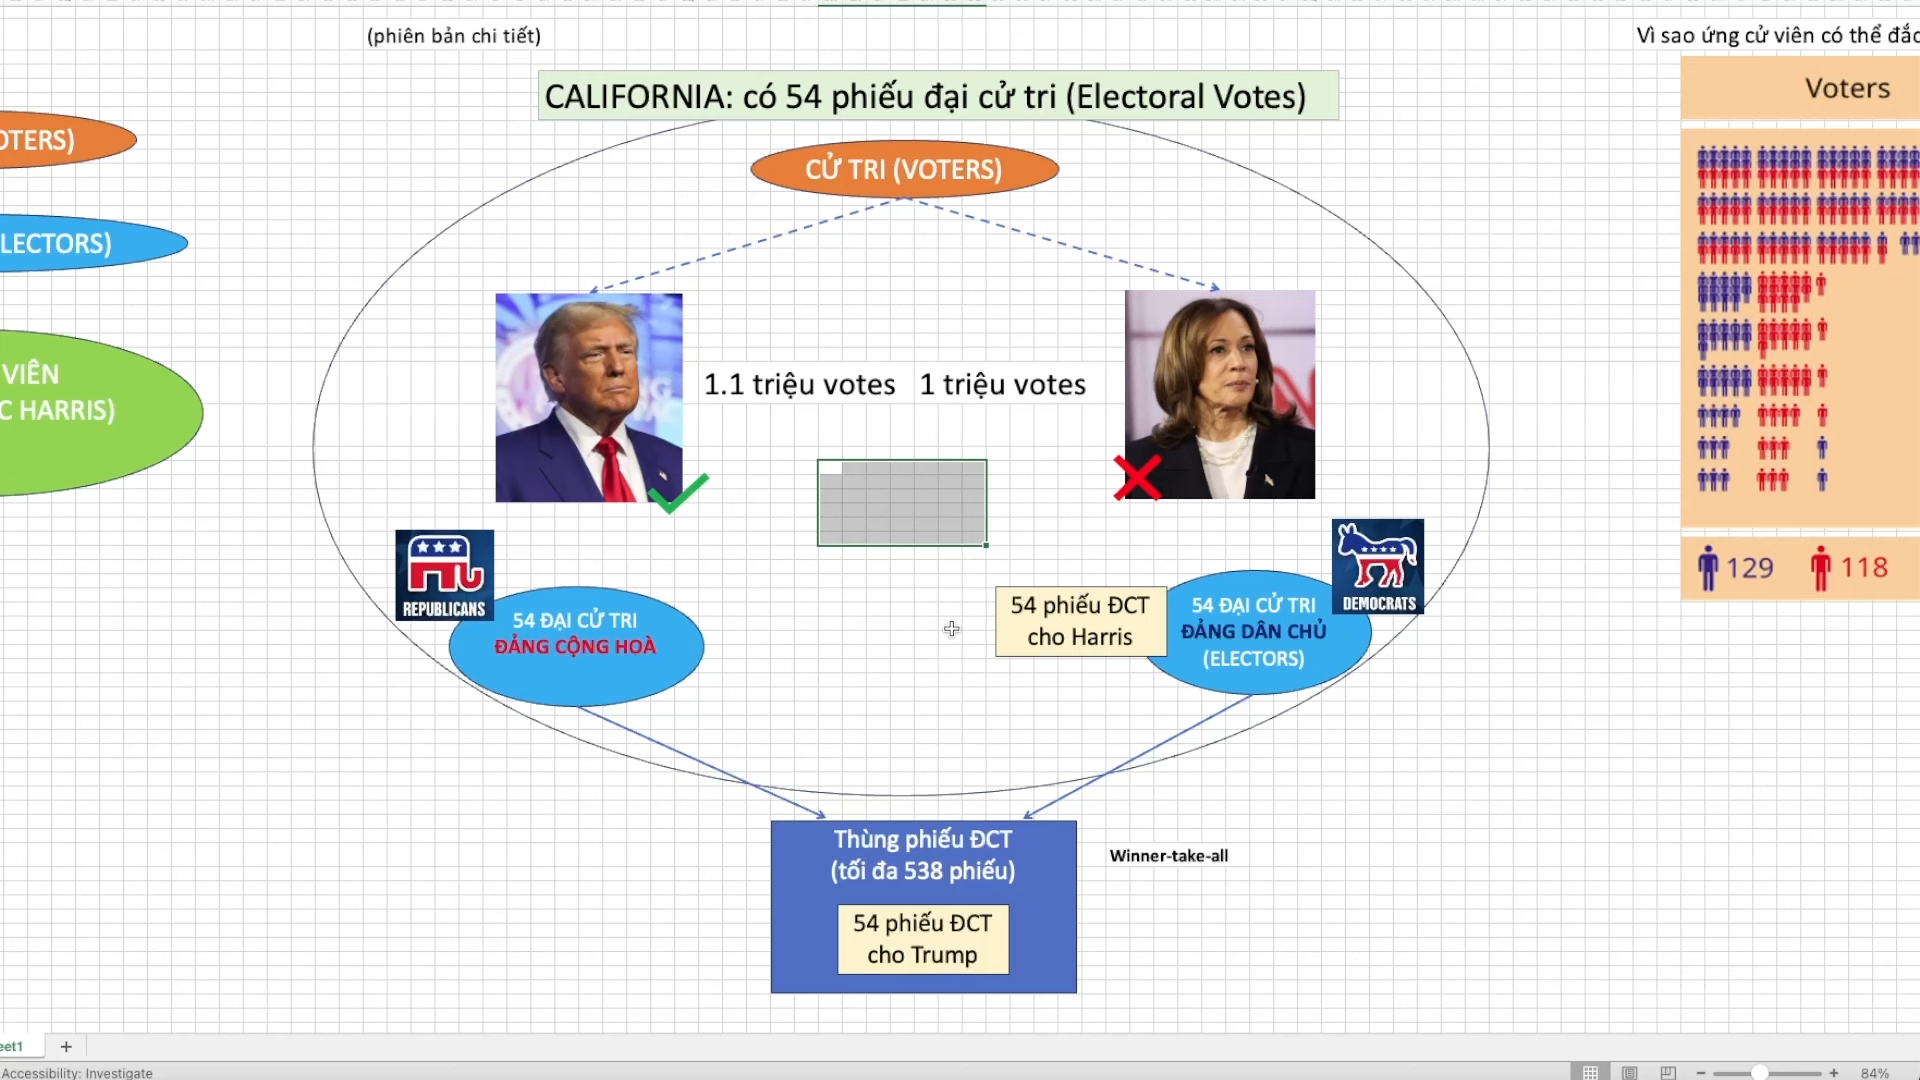 (phiên bản chi tiết)
Vì sao ứng cử viên có thể đắc
CALIFORNIA: có 54 phiếu đại cử tri (Electoral Votes)
Voters
OTERS)
CỬ TRI (VOTERS)
LECTORS)
VIÊN
C HARRIS)
1.1 triệu votes
1 triệu votes
REPUBLICANS
DEMOCRATS
54 ĐẠI CỬ TRI
ĐẢNG CỘNG HOÀ
54 phiếu ĐCT
cho Harris
54 ĐẠI CỬ TRI
ĐẢNG DÂN CHỦ
(ELECTORS)
129
118
Thùng phiếu ĐCT
(tối đa 538 phiếu)
Winner-take-all
54 phiếu ĐCT
cho Trump
eet1
+
Accessibility: Investigate
84%